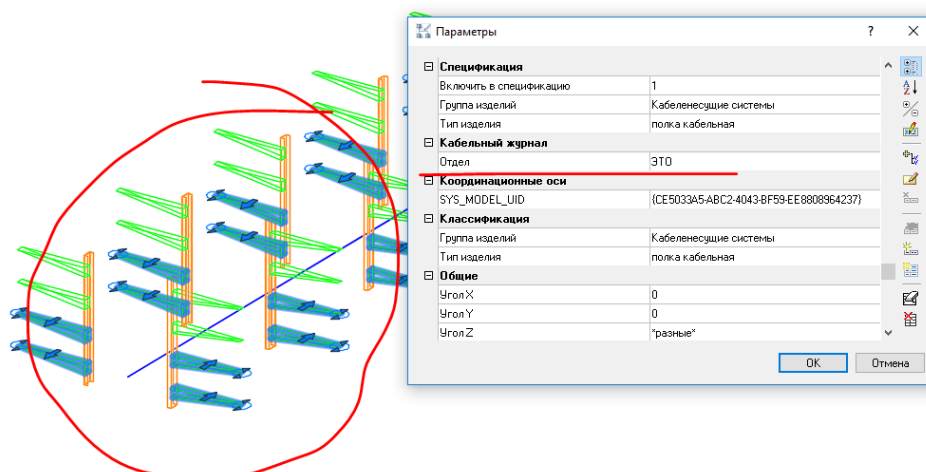 Параметры
Спецификация
Включить в спецификацию 1
Группа изделий Кабеленесущие системы
Тип изделия полка кабельная
Кабельный журнал
Отдел ЭТО
Координационные оси
SYS_MODEL_UID {CE5033A5-ABC2-4043-BF59-EE8808964237}
Классификация
Группа изделий Кабеленесущие системы
Тип изделия полка кабельная
Общие
Угол X 0
Угол Y 0
Угол Z *разные*
OK Отмена